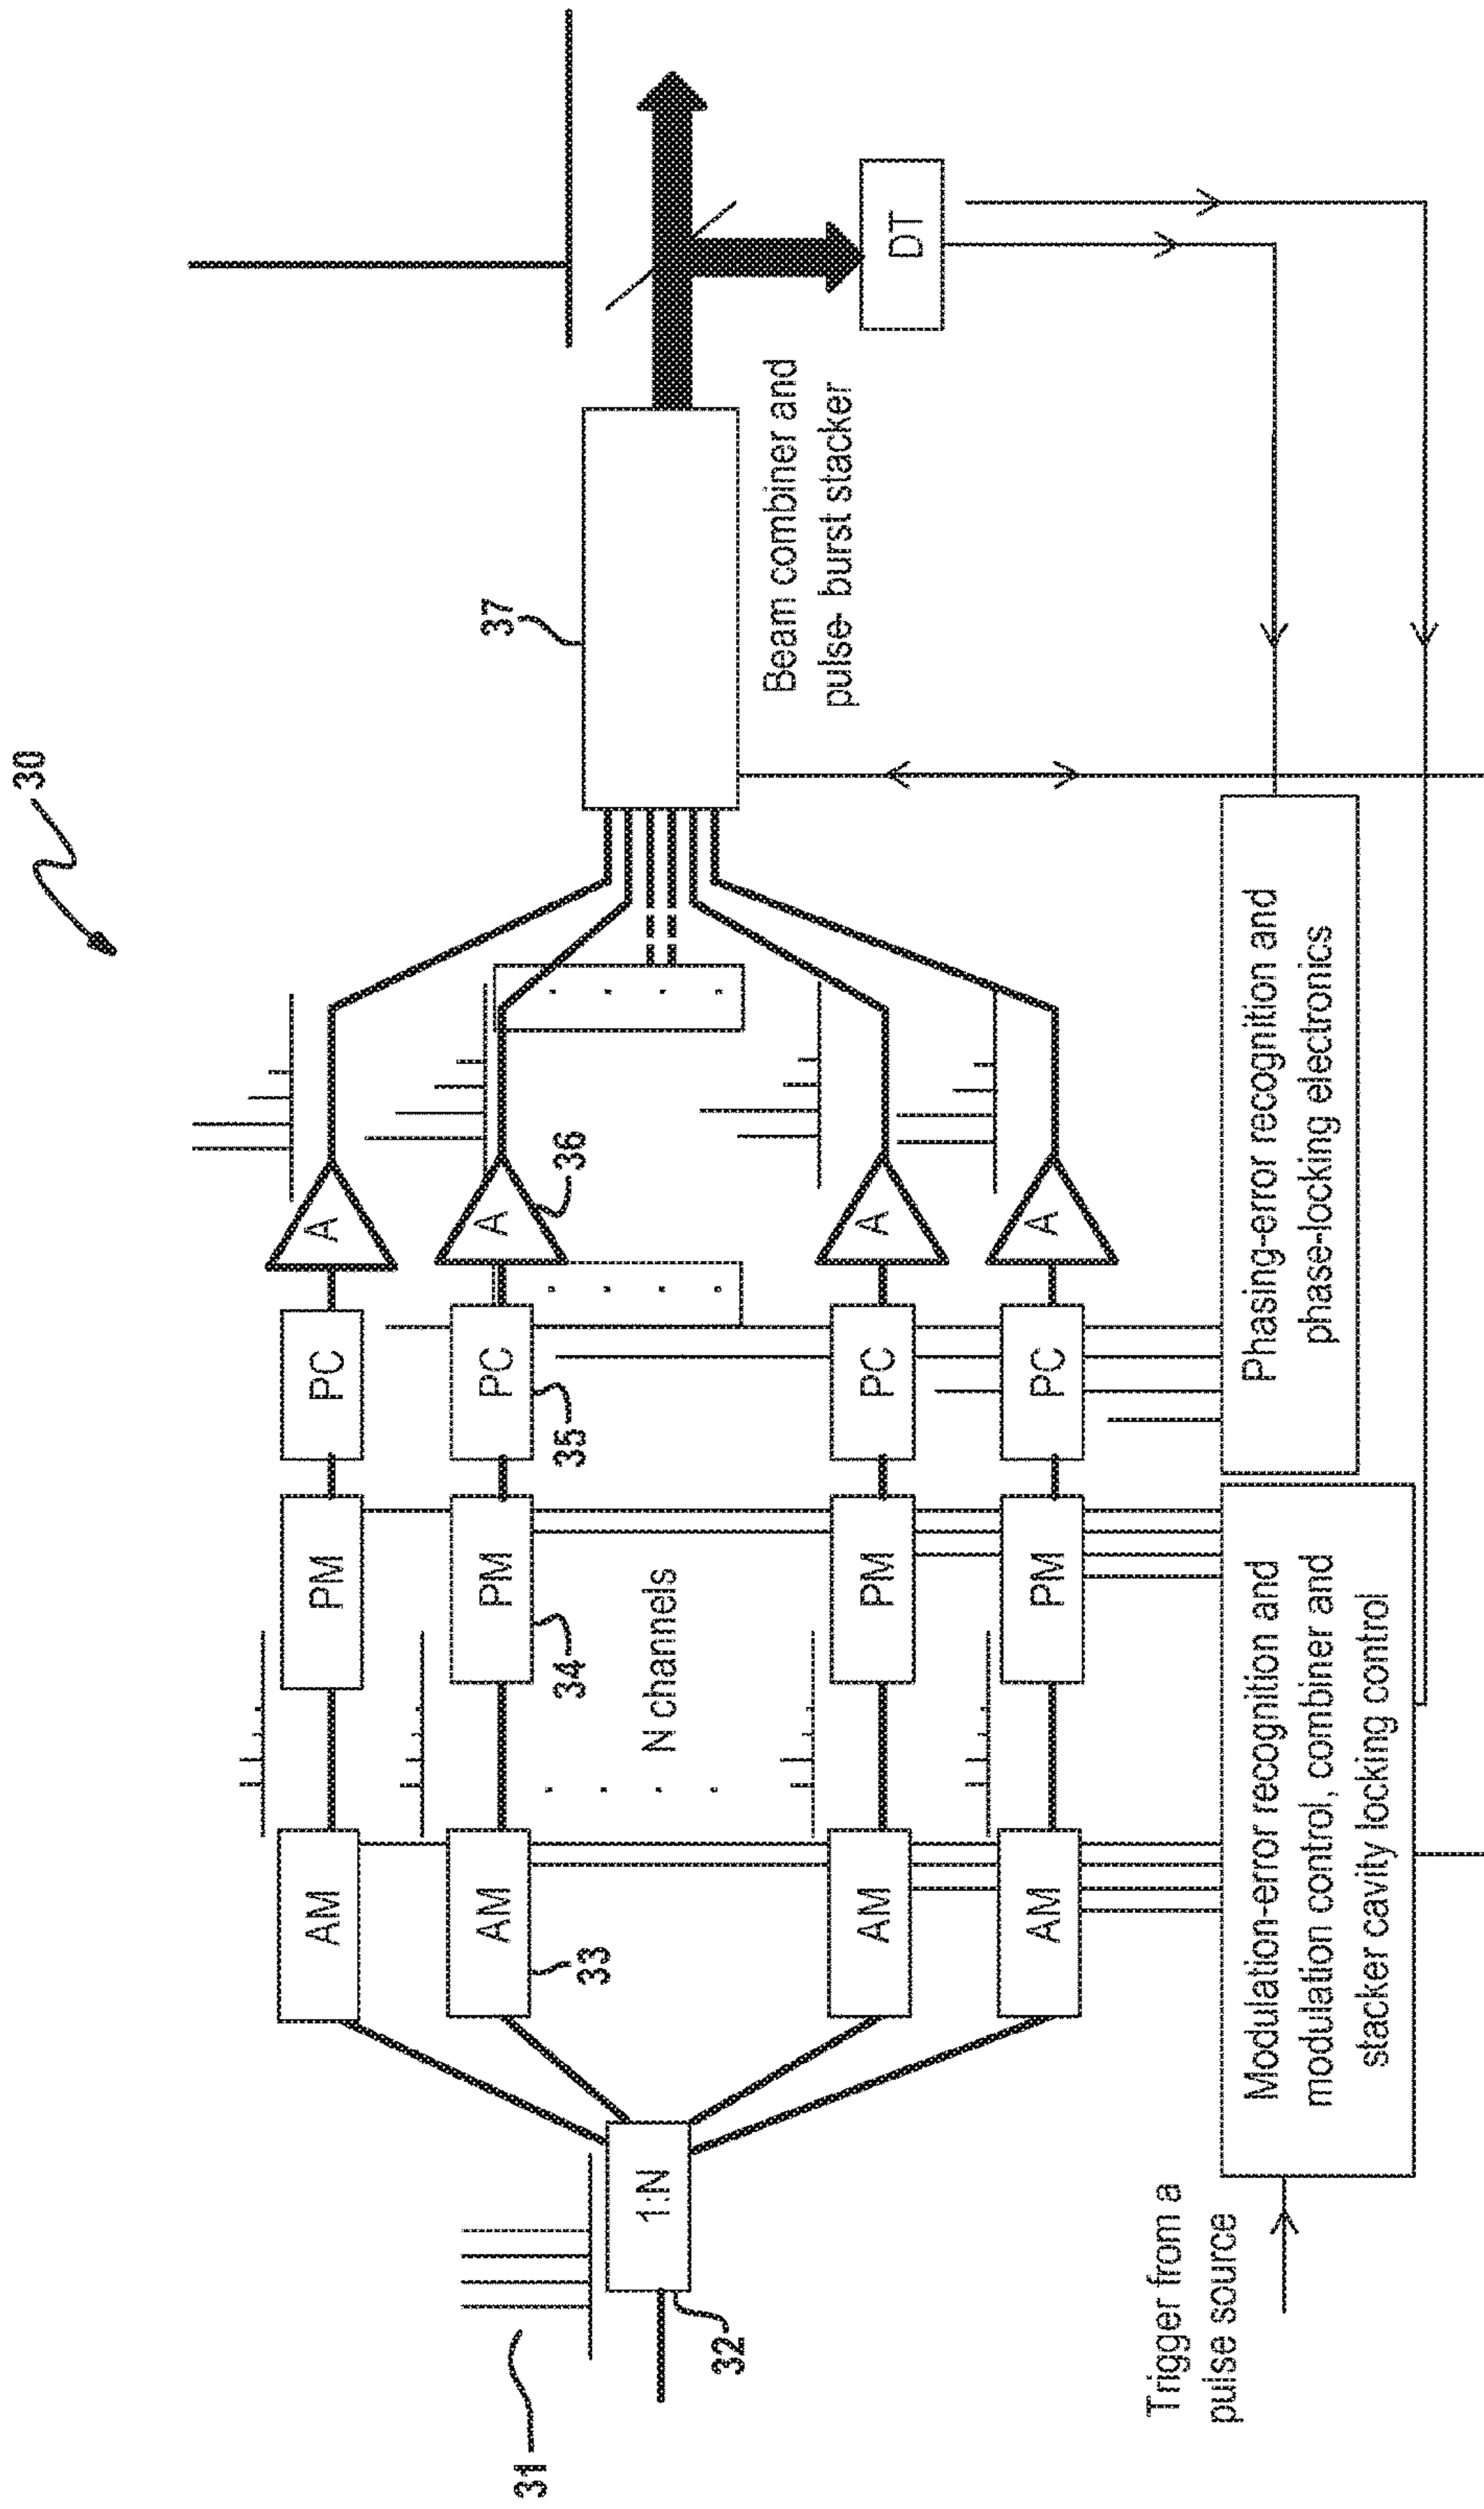 30
31
32
1:N
AM
AM
33
AM
AM
PM
PM
34
PM
PM
N channels
PC
PC
35
PC
PC
A
A
36
A
A
37
Beam combiner and
pulse- burst stacker
DT
Trigger from a
pulse source
Modulation-error recognition and
modulation control, combiner and
stacker cavity locking control
Phasing-error recognition and
phase-locking electronics